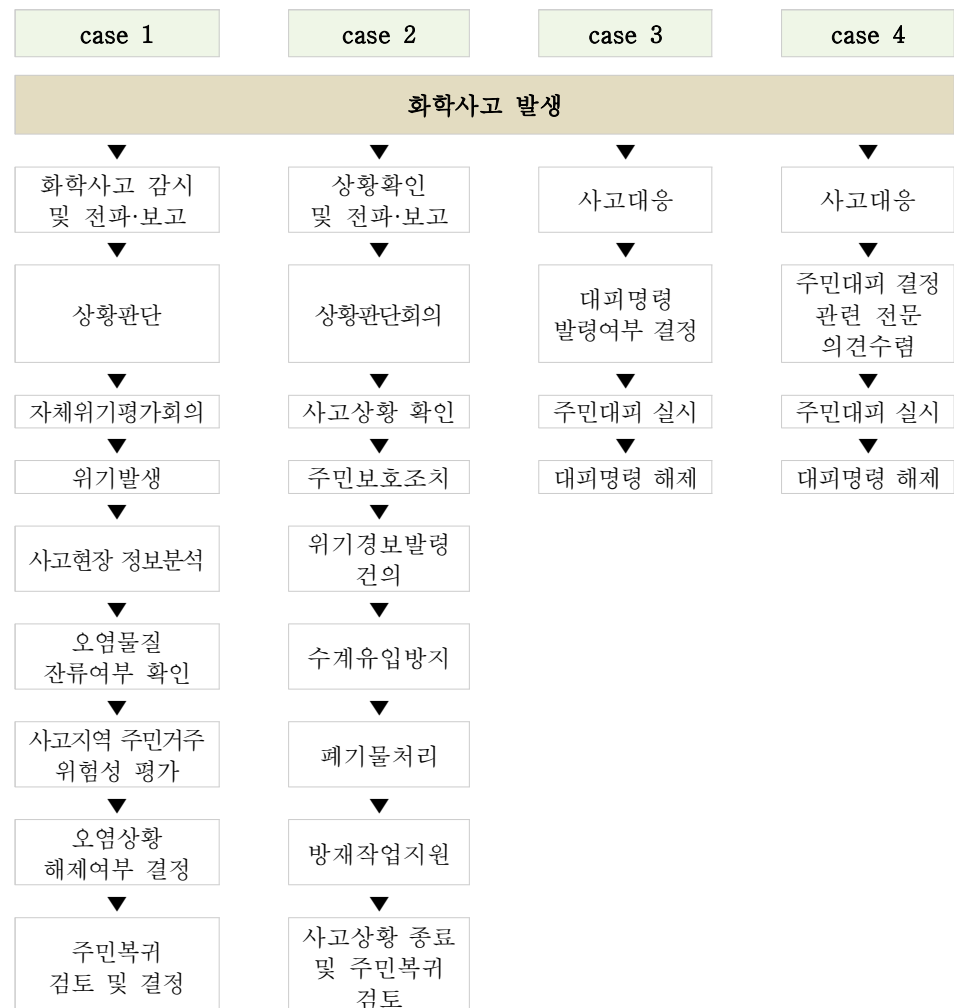 case 1
case 2
case 3
case 4
화학사고 발생
▼
▼
▼
▼
화학사고 감시
및 전파·보고
상황확인
및 전파·보고
사고대응
사고대응
▼
▼
▼
▼
상황판단
상황판단회의
대피명령
발령여부 결정
주민대피 결정
관련 전문
의견수렴
▼
▼
▼
▼
자체위기평가회의
사고상황 확인
주민대피 실시
주민대피 실시
▼
▼
▼
▼
위기발생
주민보호조치
대피명령 해제
대피명령 해제
▼
▼
사고현장 정보분석
위기경보발령
건의
▼
▼
오염물질
잔류여부 확인
수계유입방지
▼
▼
사고지역 주민거주
위험성 평가
폐기물처리
▼
▼
오염상황
해제여부 결정
방재작업지원
▼
▼
주민복귀
검토 및 결정
사고상황 종료
및 주민복귀
검토